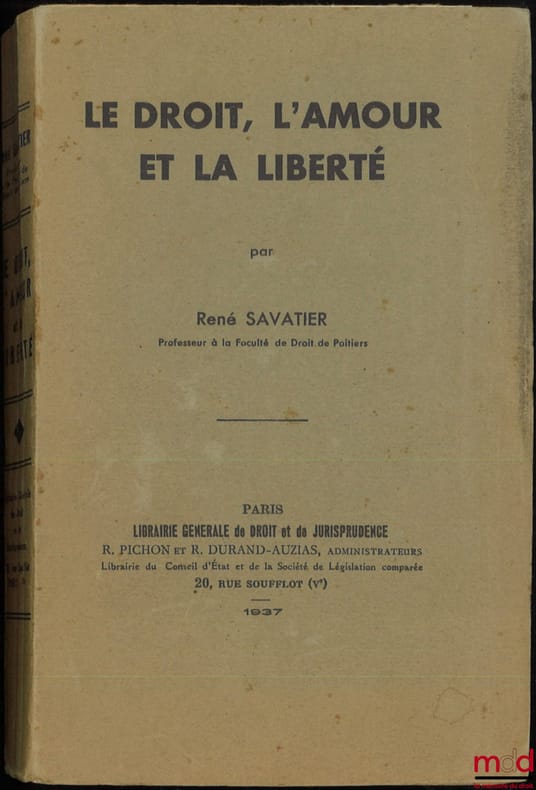 LE DROIT, L'AMOUR
ET LA LIBERTÉ
par
René SAVATIER
Professeur à la Faculté de Droit de Poitiers
PARIS
LIBRAIRIE GENERALE de DROIT et de JURISPRUDENCE
R. PICHON ET R. DURAND-AUZIAS, ADMINISTRATEURS
Librairie du Conseil d'État et de la Société de Législation comparée
20, RUE SOUFFLOT (Vᵉ)
1937
mdd